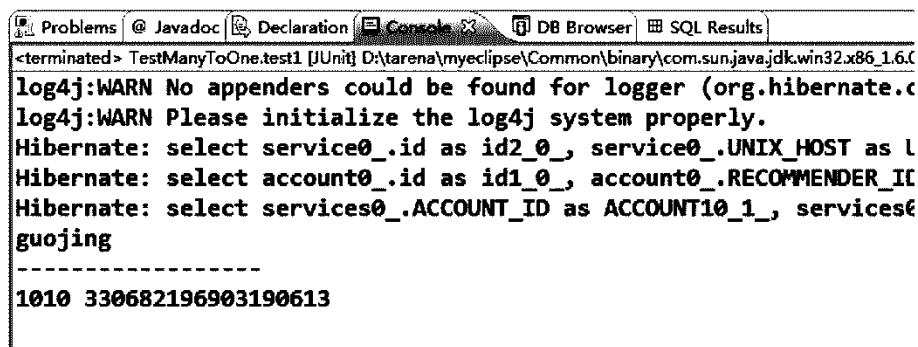 Problems @ Javadoc Declaration Console DB Browser SQL Results
<terminated> TestManyToOne.test1 [JUnit] D:\tarena\myeclipse\Common\binary\com.sun.java.jdk.win32.x86_1.6.0
log4j:WARN No appenders could be found for logger (org.hibernate.c
log4j:WARN Please initialize the log4j system properly.
Hibernate: select service0_.id as id2_0_, service0_.UNIX_HOST as U
Hibernate: select account0_.id as id1_0_, account0_.RECOMMENDER_ID
Hibernate: select services0_.ACCOUNT_ID as ACCOUNT10_1_, services0
guojing
------------------
1010 330682196903190613